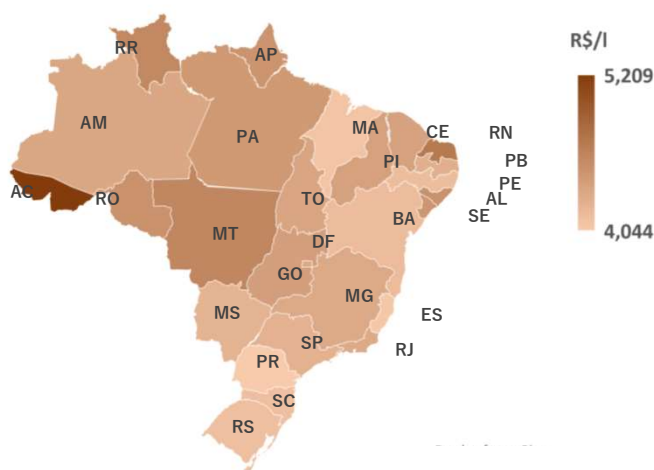 RR
AP
R$/l
5,209
AM
PA
MA
CE
RN
PI
PB
PE
AC
RO
TO
AL
BA
SE
MT
DF
4,044
GO
MG
MS
ES
SP
RJ
PR
SC
RS